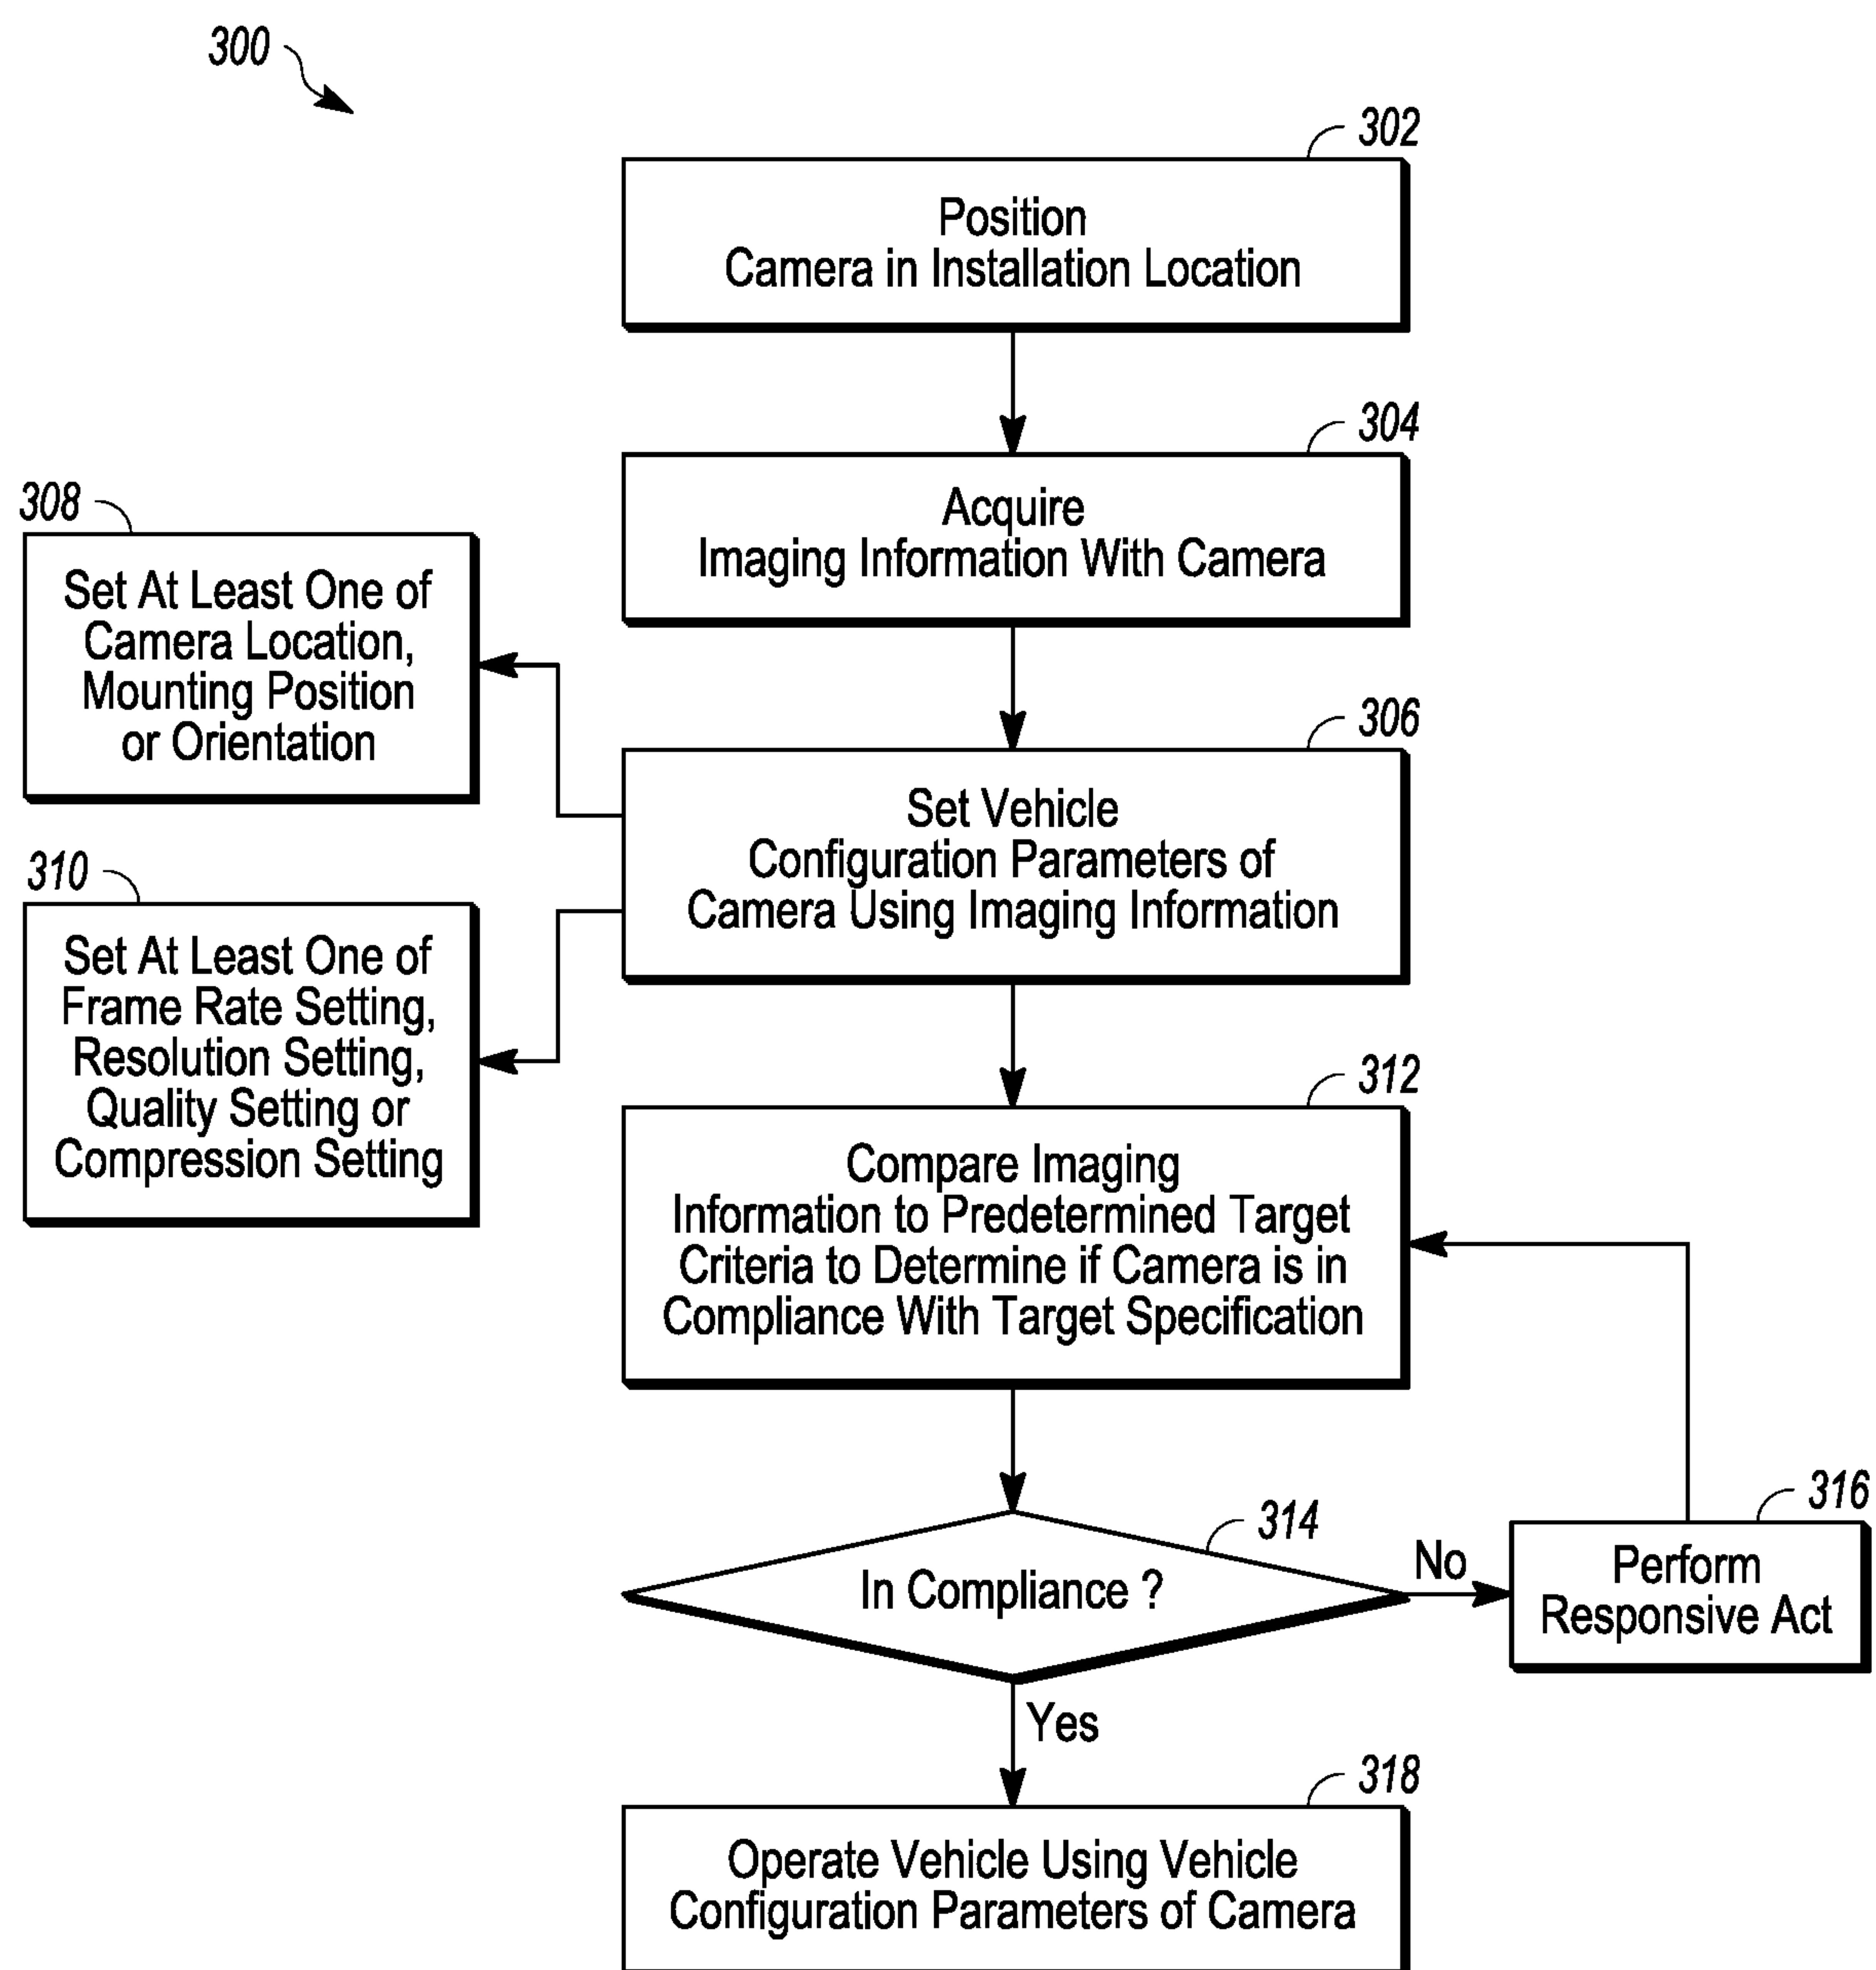 300
302
Position
Camera in Installation Location
304
Acquire
Imaging Information With Camera
308
Set At Least One of
Camera Location,
Mounting Position
or Orientation
306
Set Vehicle
Configuration Parameters of
Camera Using Imaging Information
310
Set At Least One of
Frame Rate Setting,
Resolution Setting,
Quality Setting or
Compression Setting
312
Compare Imaging
Information to Predetermined Target
Criteria to Determine if Camera is in
Compliance With Target Specification
314
In Compliance ?
No
316
Perform
Responsive Act
Yes
318
Operate Vehicle Using Vehicle
Configuration Parameters of Camera